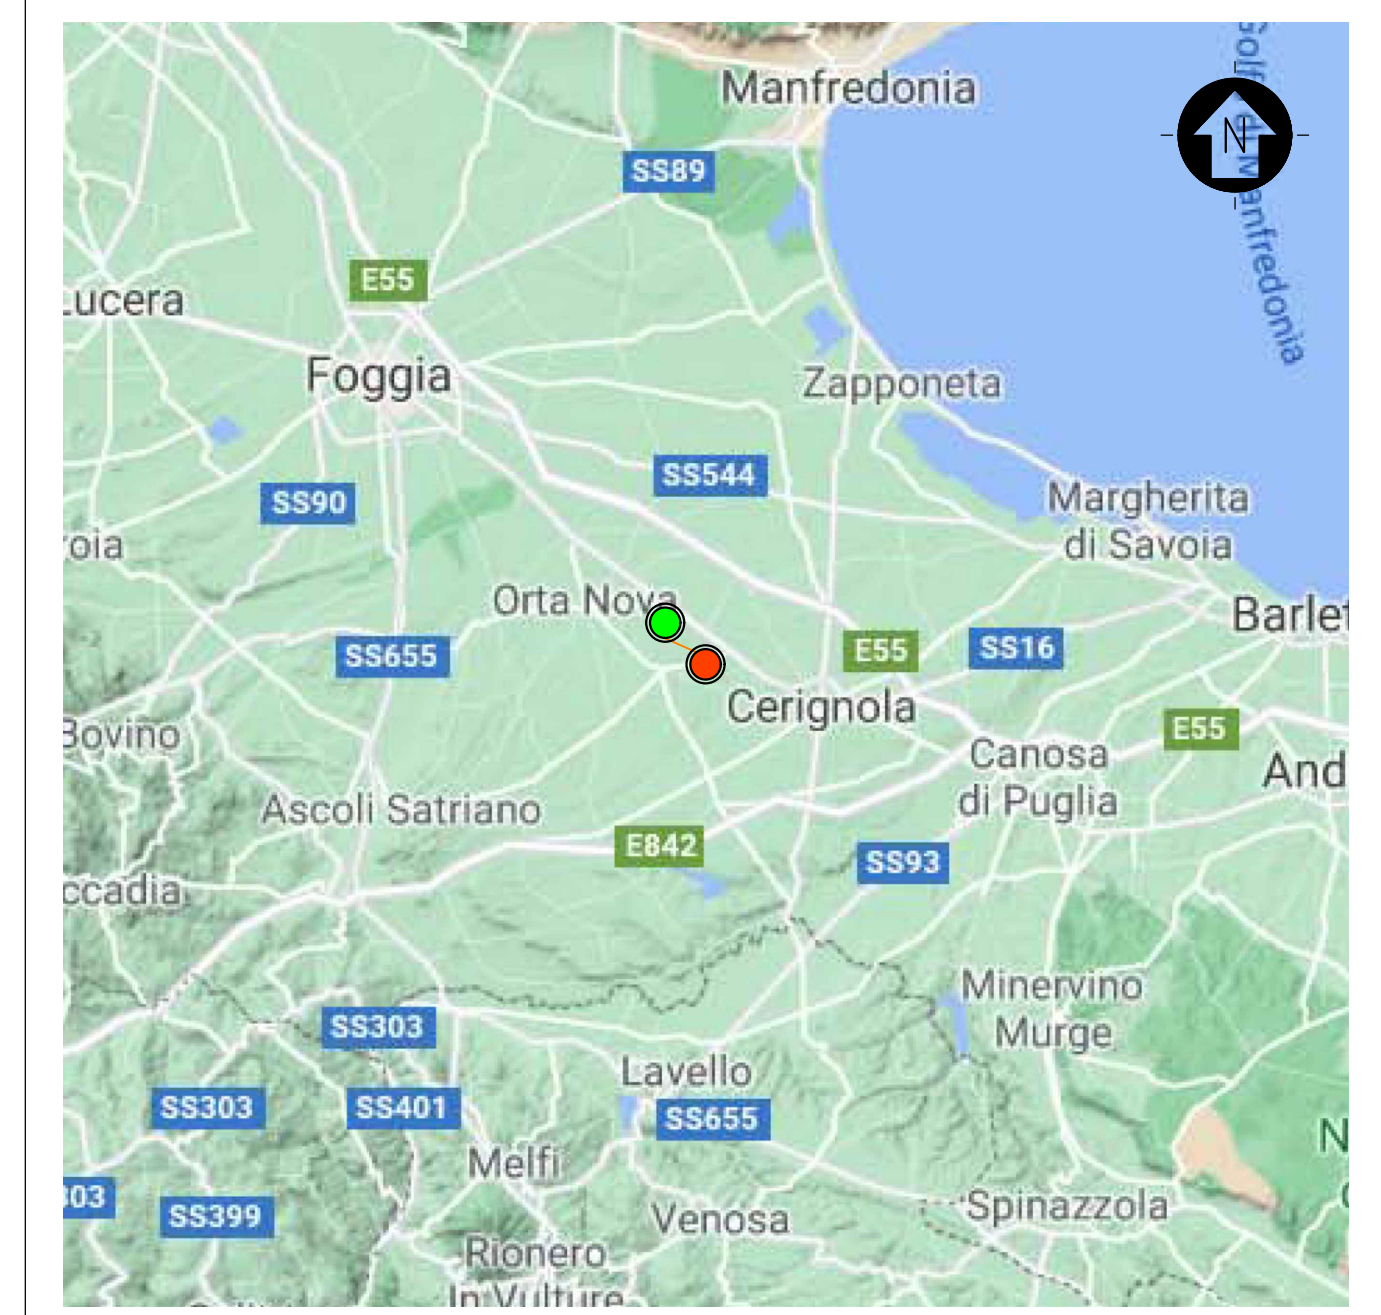 Manfredonia
N
Golfo di Manfredonia
SS89
E55
Lucera
Foggia
Zapponeta
SS544
SS90
Margherita
di Savoia
roia
Orta Nova
Barlet
SS655
E55
SS16
Cerignola
Bovino
E55
Canosa
di Puglia
And
Ascoli Satriano
E842
SS93
ccadia
Minervino
Murge
SS303
Lavello
SS303
SS401
SS655
N
Melfi
303
SS399
Venosa
Spinazzola
Rionero
In Vulture